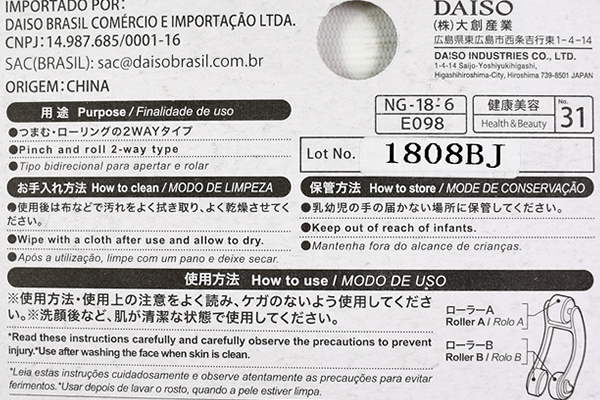 IMPORTADO POR:
DAISO BRASIL COMÉRCIO E IMPORTAÇÃO LTDA.
CNPJ: 14.987.685/0001-16
SAC(BRASIL): sac@daisobrasil.com.br
ORIGEM: CHINA
DAISO
(株)大創産業
広島県東広島市西条吉行東1-4-14
DAISO INDUSTRIES CO., LTD.
1-4-14 Saijo-Yoshiyukihigashi,
Higashihiroshima-City, Hiroshima 739-8501 JAPAN
NG-18-6
E098
健康美容
Health & Beauty
No.
31
Lot No. 1808BJ
用途 Purpose / Finalidade de uso
●つまむ・ローリングの2WAYタイプ
●Pinch and roll 2-way type
●Tipo bidirecional para apertar e rolar
お手入れ方法 How to clean / MODO DE LIMPEZA
●使用後は布などで汚れをよく拭き取り、よく乾燥させてください。
●Wipe with a cloth after use and allow to dry.
●Após a utilização, limpe com um pano e deixe secar.
保管方法 How to store / MODE DE CONSERVAÇÃO
●乳幼児の手の届かない場所に保管してください。
●Keep out of reach of infants.
●Mantenha fora do alcance de crianças.
使用方法 How to use / MODO DE USO
※使用方法・使用上の注意をよく読み、ケガのないよう使用してください。※洗顔後など、肌が清潔な状態で使用します。
*Read these instructions carefully and carefully observe the precautions to prevent
injury.*Use after washing the face when skin is clean.
*Leia estas instruções cuidadosamente e observe atentamente as precauções para evitar
ferimentos.*Usar depois de lavar o rosto, quando a pele estiver limpa.
ローラーA
Roller A / Rolo A
ローラーB
Roller B / Rolo B